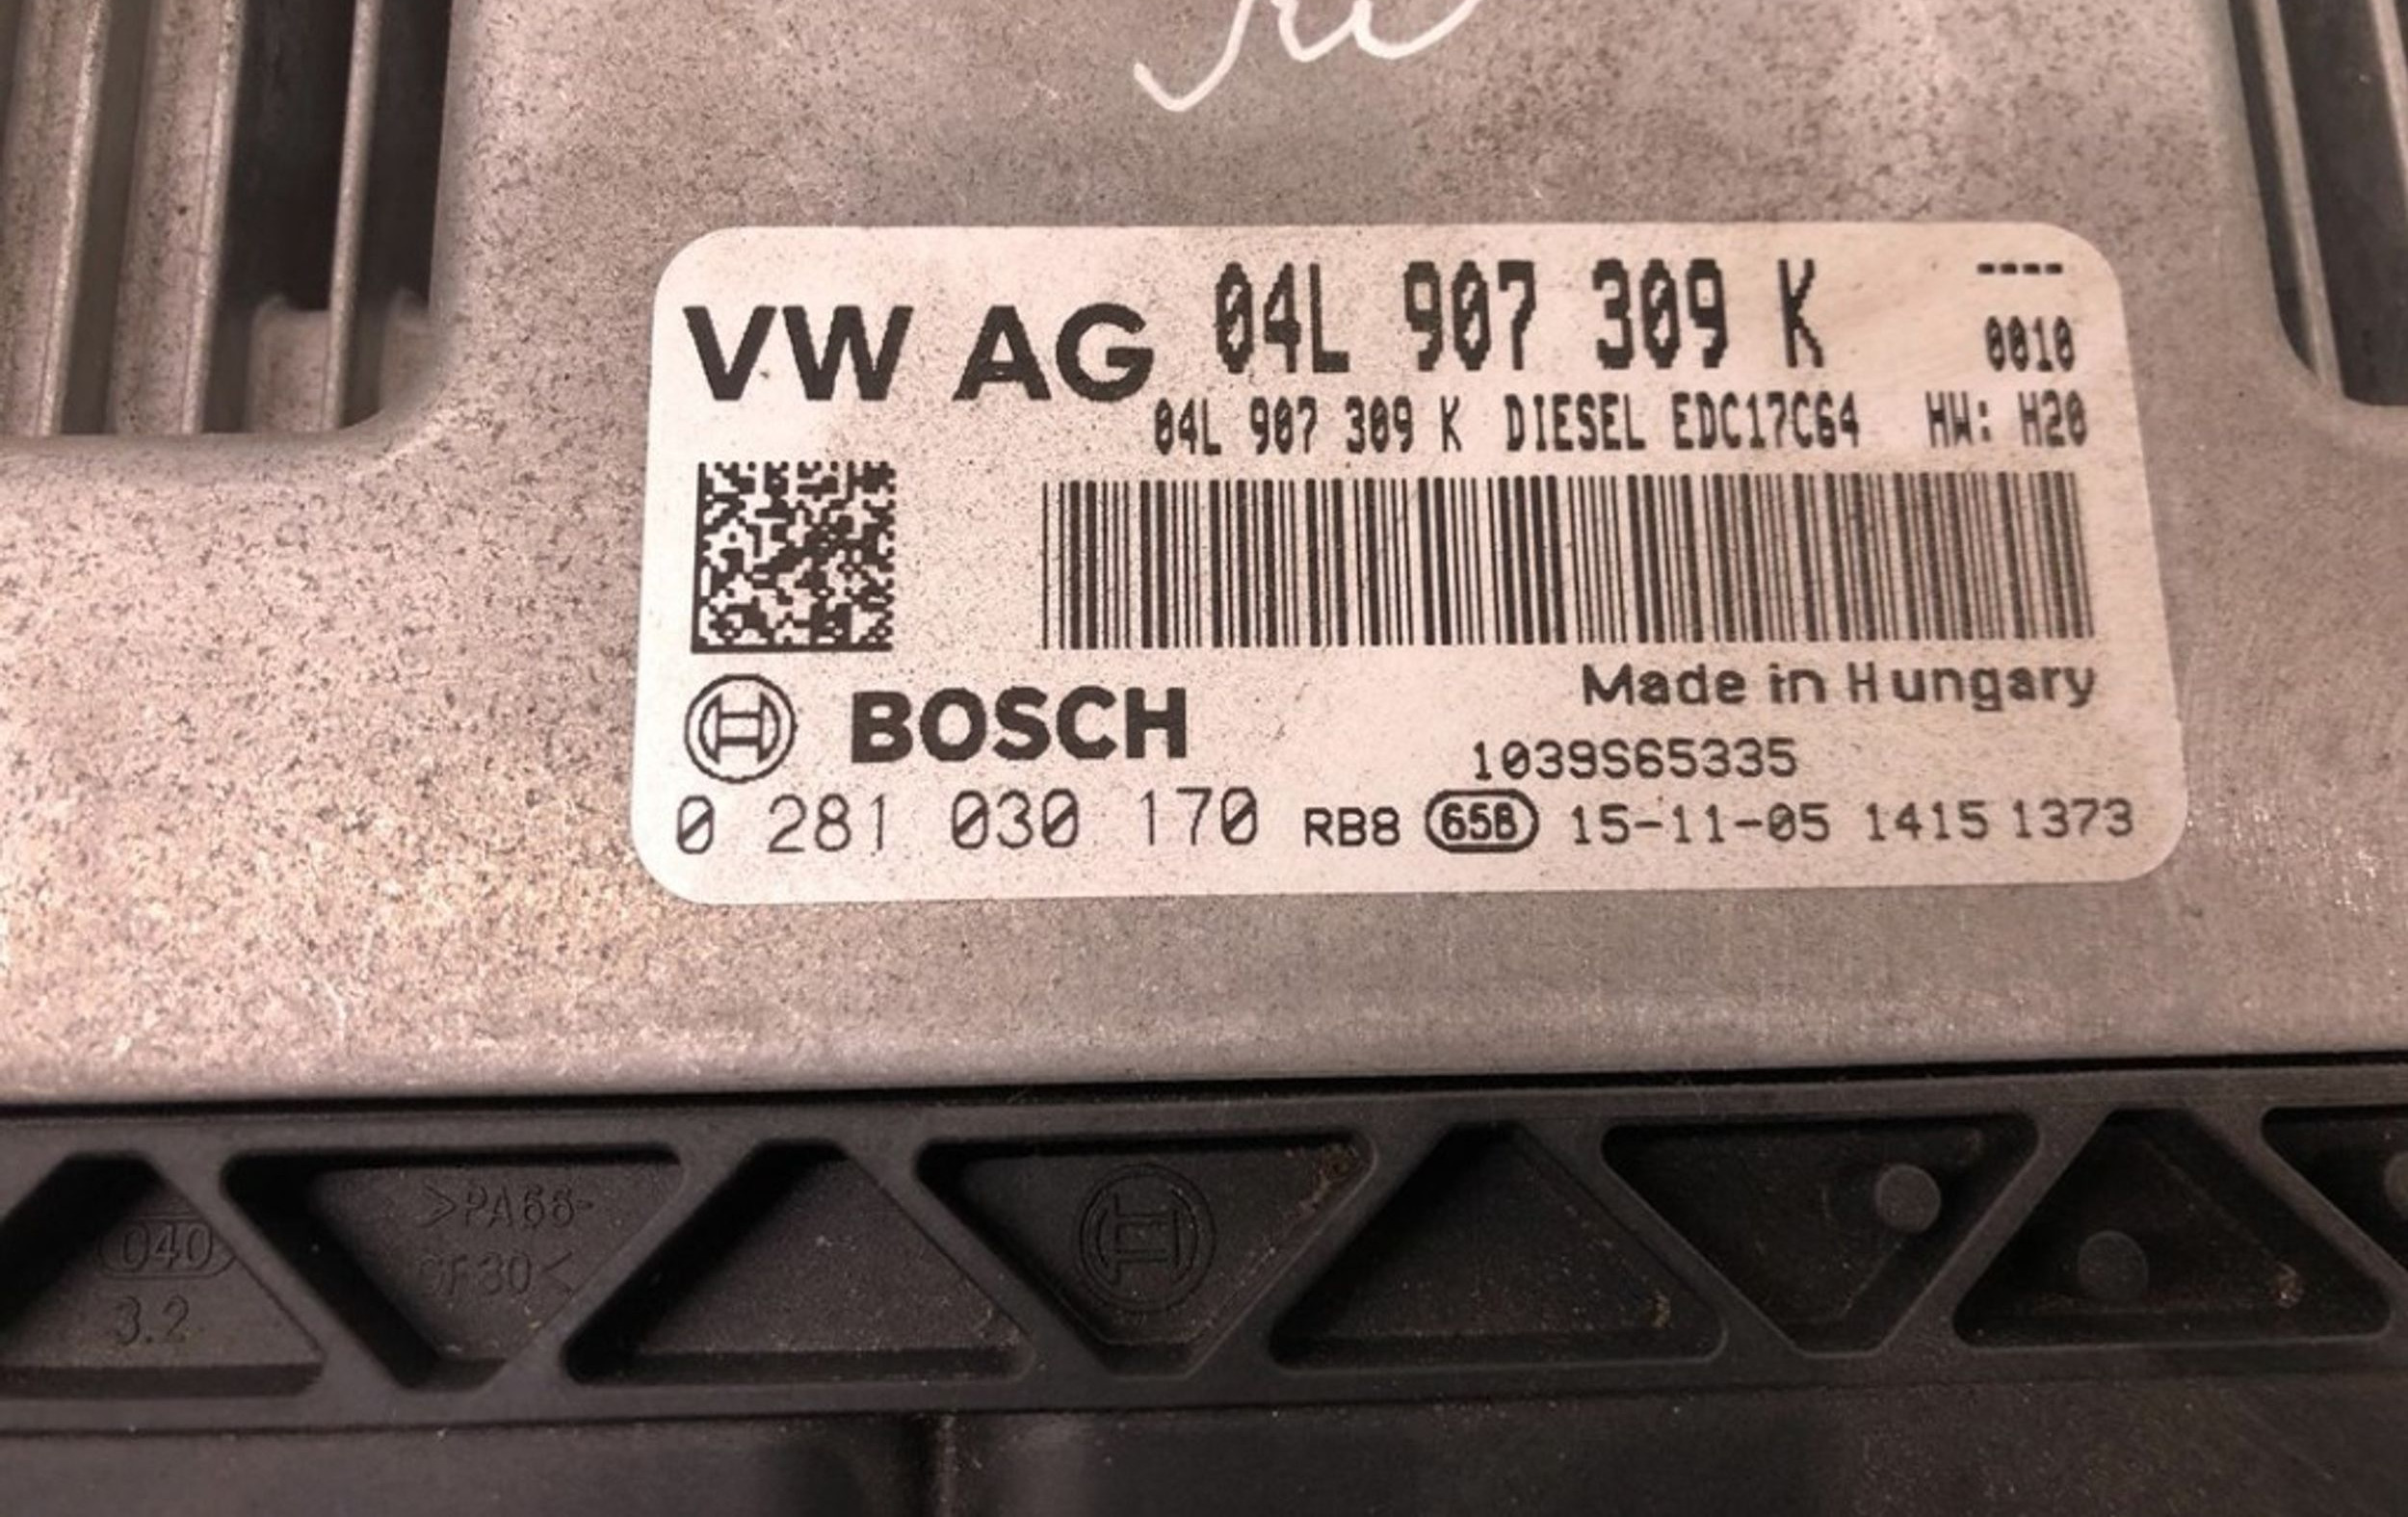 VW AG 04L 907 309 K ----
0010
04L 907 309 K DIESEL EDC17C64 HW: H20
Made in Hungary
BOSCH
1039S65335
0 281 030 170 RB8 65B 15-11-05 1415 1373
>PA66-
GF30<
040
3.2